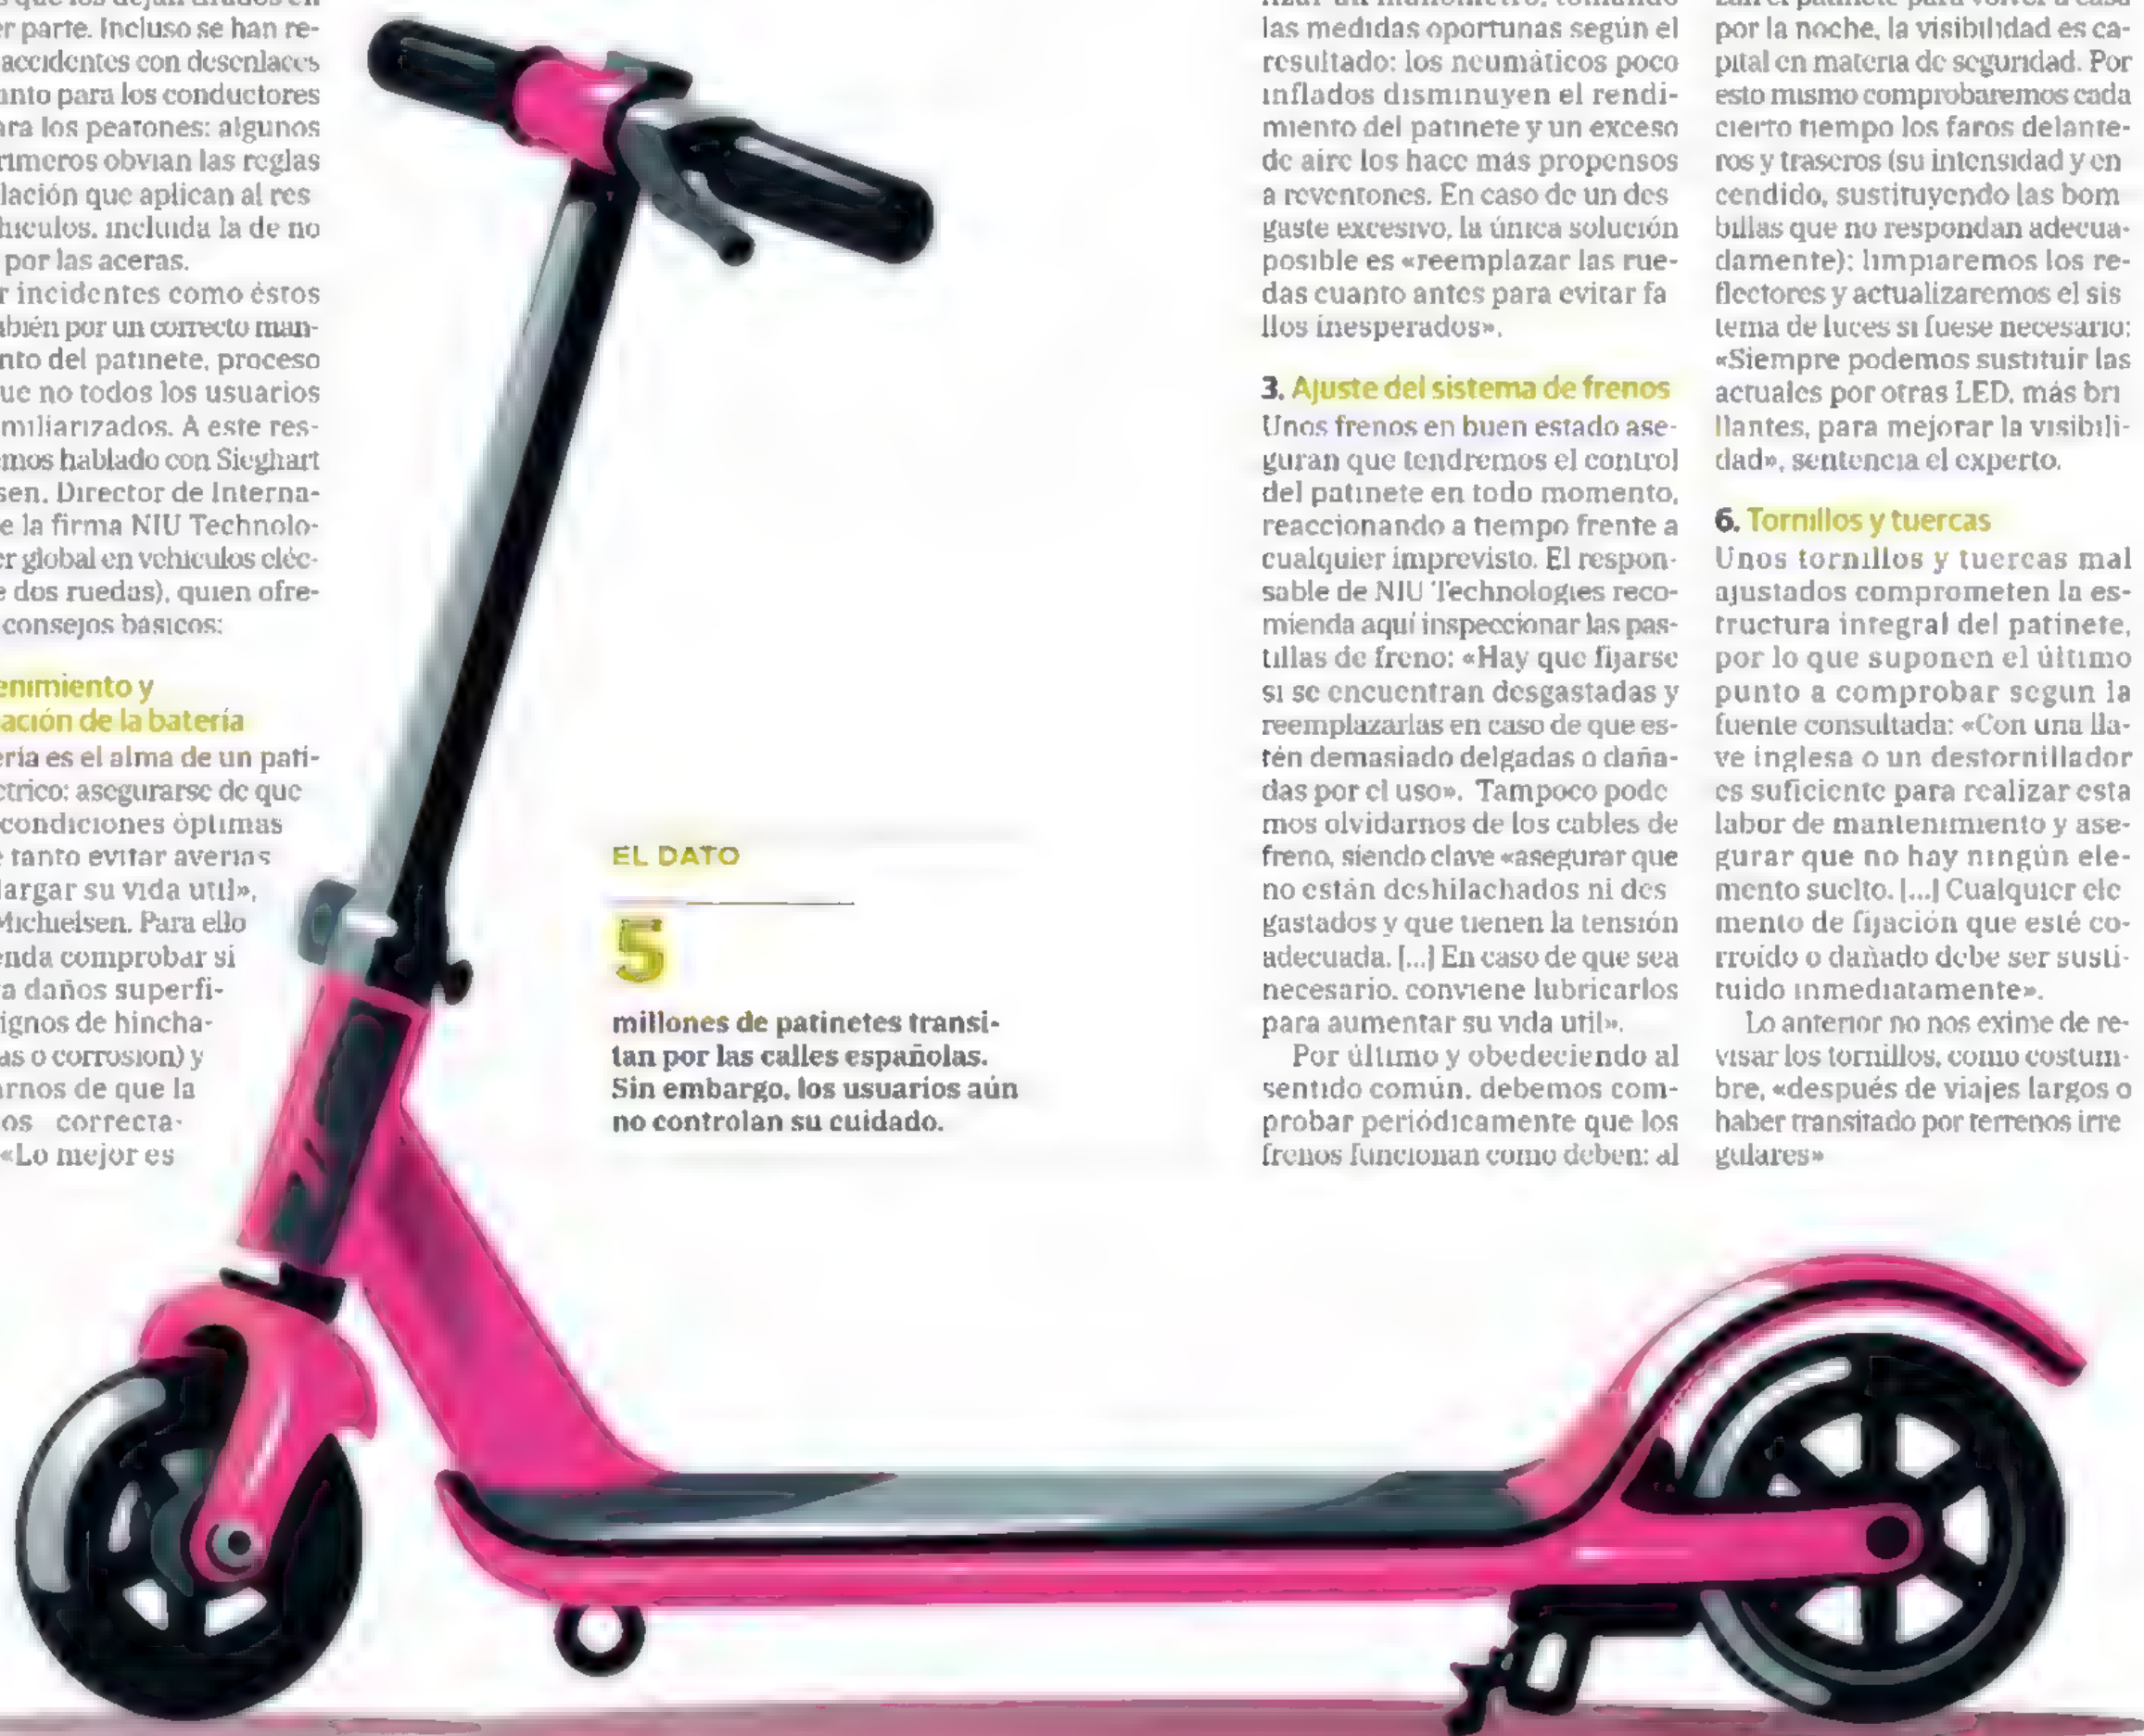 er parte. Incluso se han re-
accidentes con desenlaces
anto para los conductores
ara los peatones: algunos
rimeros obvian las reglas
lación que aplican al res
hículos, incluida la de no
por las aceras.
r incidentes como éstos
mbién por un correcto man-
nto del patinete, proceso
ue no todos los usuarios
miliarizados. A este res-
emos hablado con Sieghart
sen, Director de Interna-
e la firma NIU Technolo-
er global en vehículos eléc-
e dos ruedas), quien ofre-
consejos básicos:
enimiento y
ación de la batería
ería es el alma de un pati-
ctrico: asegurarse de que
condiciones óptimas
e tanto evitar averías
largar su vida útil»,
Michielsen. Para ello
enda comprobar si
a daños superfi-
ignos de hincha-
as o corrosión) y
arnos de que la
os correcta-
«Lo mejor es
EL DATO
5
millones de patinetes transi-
tan por las calles españolas.
Sin embargo, los usuarios aún
no controlan su cuidado.
las medidas oportunas según el
resultado: los neumáticos poco
inflados disminuyen el rendi-
miento del patinete y un exceso
de aire los hace más propensos
a reventones. En caso de un des
gaste excesivo, la única solución
posible es «reemplazar las rue-
das cuanto antes para evitar fa
llos inesperados».
3. Ajuste del sistema de frenos
Unos frenos en buen estado ase-
guran que tendremos el control
del patinete en todo momento,
reaccionando a tiempo frente a
cualquier imprevisto. El respon-
sable de NIU Technologies reco-
mienda aquí inspeccionar las pas-
tillas de freno: «Hay que fijarse
si se encuentran desgastadas y
reemplazarlas en caso de que es-
tén demasiado delgadas o daña-
das por el uso». Tampoco pode
mos olvidarnos de los cables de
freno, siendo clave «asegurar que
no están deshilachados ni des
gastados y que tienen la tensión
adecuada. [...] En caso de que sea
necesario, conviene lubricarlos
para aumentar su vida útil».
Por último y obedeciendo al
sentido común, debemos com-
probar periódicamente que los
frenos funcionan como deben: al
zan el patinete para volver a casa
por la noche, la visibilidad es ca-
pital en materia de seguridad. Por
esto mismo comprobaremos cada
cierto tiempo los faros delante-
ros y traseros (su intensidad y en
cendido, sustituyendo las bom
billas que no respondan adecua-
damente); limpiaremos los re-
flectores y actualizaremos el sis
tema de luces si fuese necesario:
«Siempre podemos sustituir las
actuales por otras LED, más bri
llantes, para mejorar la visibili-
dad», sentencia el experto.
6. Tornillos y tuercas
Unos tornillos y tuercas mal
ajustados comprometen la es-
tructura integral del patinete,
por lo que suponen el último
punto a comprobar según la
fuente consultada: «Con una lla-
ve inglesa o un destornillador
es suficiente para realizar esta
labor de mantenimiento y ase-
gurar que no hay ningún ele-
mento suelto. [...] Cualquier ele
mento de fijación que esté co-
rroído o dañado debe ser susti-
tuido inmediatamente».
Lo anterior no nos exime de re-
visar los tornillos, como costum-
bre, «después de viajes largos o
haber transitado por terrenos irre
gulares»